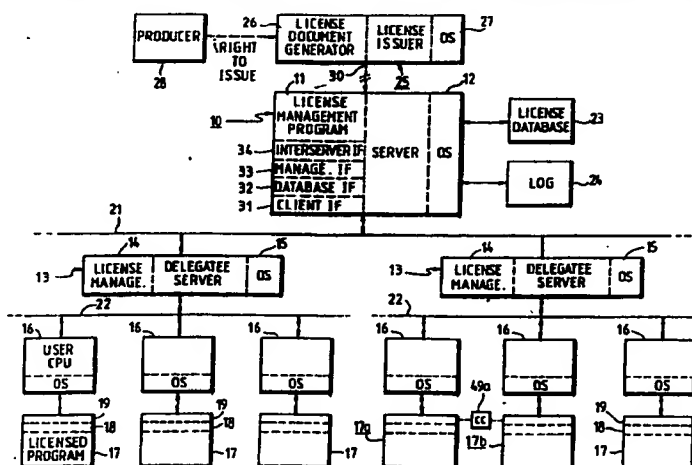 26
LICENSE DOCUMENT GENERATOR
LICENSE ISSUER
OS
27
PRODUCER
28
RIGHT TO ISSUE
30
25
11
12
10
LICENSE MANAGEMENT PROGRAM
34
INTERSERVER IF
33
MANAGE. IF
32
DATABASE IF
31
CLIENT IF
SERVER
OS
LICENSE DATABASE
23
LOG
24
21
14
15
13
LICENSE MANAGE.
DELEGATEE SERVER
OS
14
15
13
LICENSE MANAGE.
DELEGATEE SERVER
OS
22
22
16
16
16
16
16
16
USER CPU
OS
OS
OS
OS
OS
OS
49a
CC
19
18
LICENSED PROGRAM
17
19
18
17
17
17a
17b
19
18
17